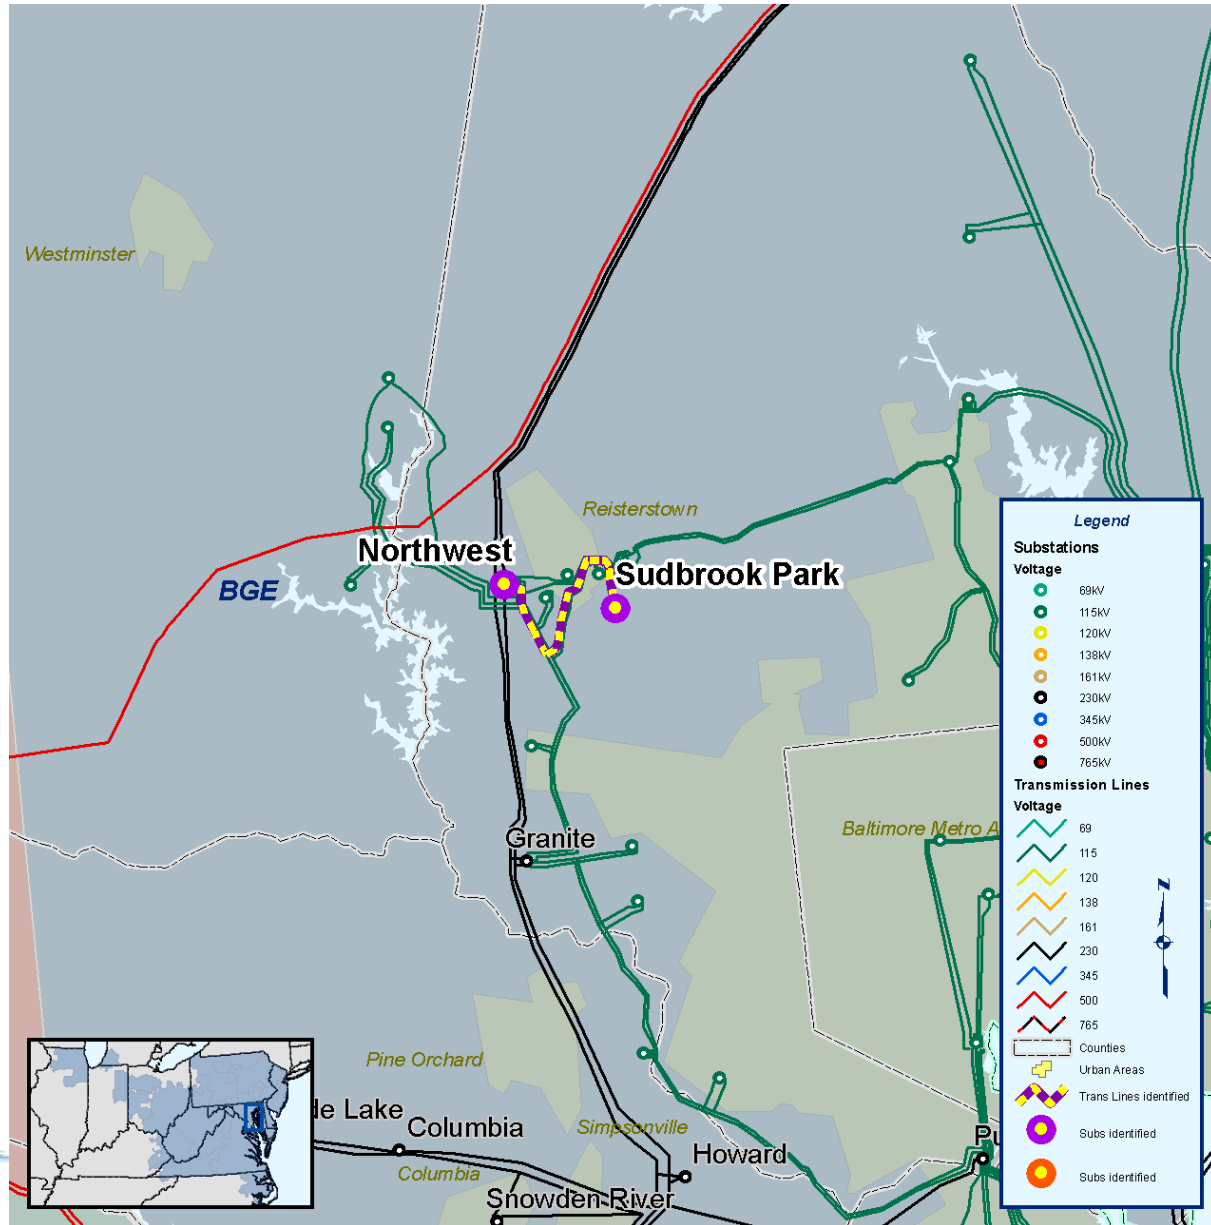 Westminster
Reisterstown
Northwest
Sudbrook Park
BGE
Baltimore Metro A
Granite
Pine Orchard
Simpsonville
de Lake
Columbia
Columbia
Howard
Snowden River
Pu
Legend
Substations
Voltage
69kV
115kV
120kV
138kV
161kV
230kV
345kV
500kV
765kV
Transmission Lines
Voltage
69
115
120
138
161
230
345
500
765
Counties
Urban Areas
Trans Lines identified
Subs identified
Subs identified
N